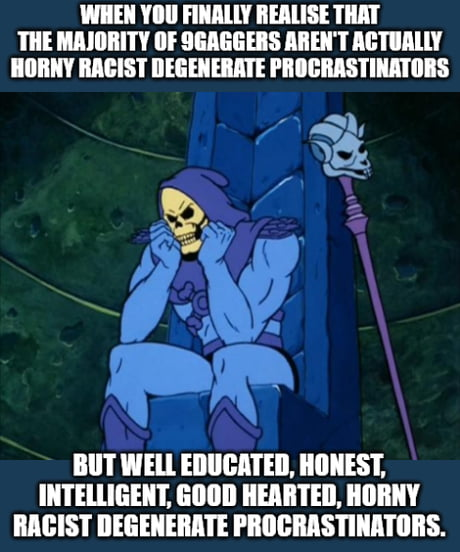 WHEN YOU FINALLY REALISE THAT
THE MAJORITY OF 9GAGGERS AREN'T ACTUALLY
HORNY RACIST DEGENERATE PROCRASTINATORS
BUT WELL EDUCATED, HONEST,
INTELLIGENT, GOOD HEARTED, HORNY
RACIST DEGENERATE PROCRASTINATORS.